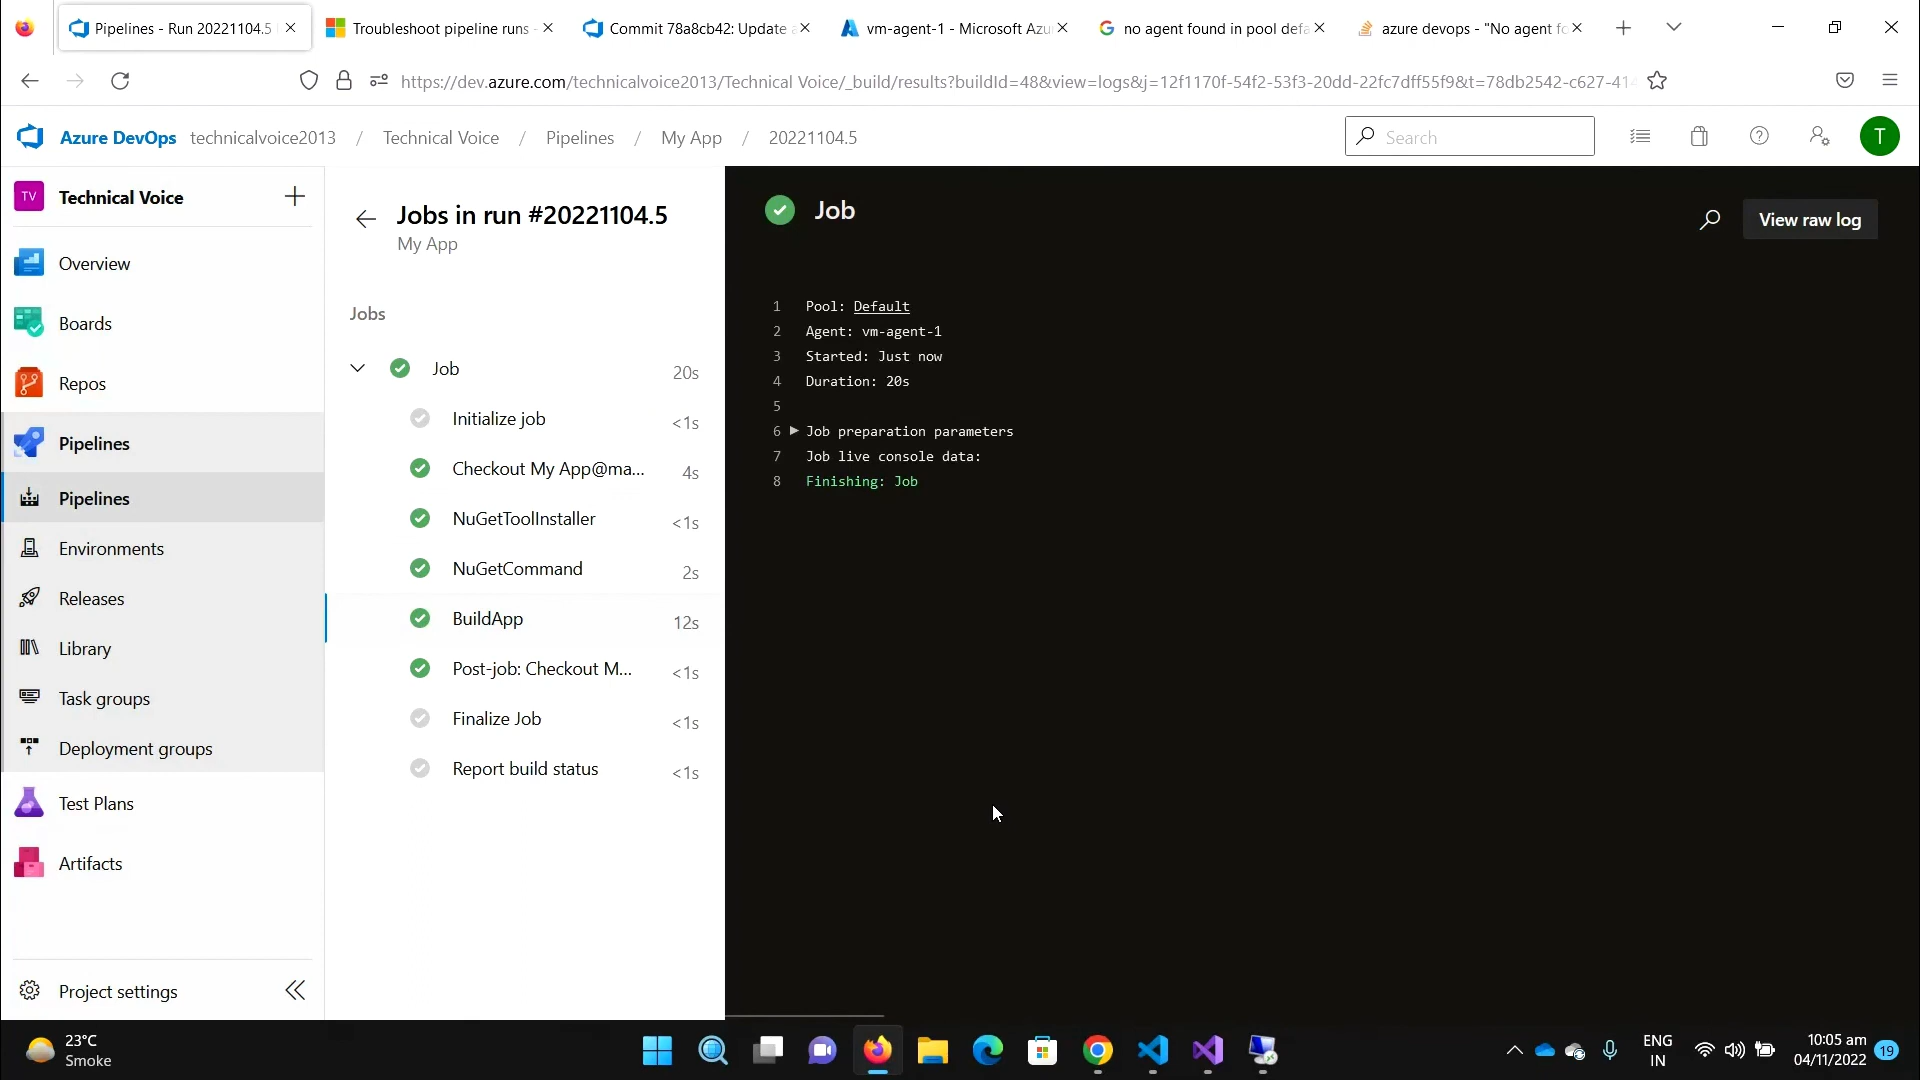 Pipelines - Run 20221104.5
Troubleshoot pipeline runs -
Commit 78a8cb42: Update a
vm-agent-1 - Microsoft Azu
no agent found in pool defa
azure devops - "No agent fo
https://dev.azure.com/technicalvoice2013/Technical Voice/_build/results?buildId=48&view=logs&j=12f1170f-54f2-53f3-20dd-22fc7dff55f9&t=78db2542-c627-414
Azure DevOps technicalvoice2013 / Technical Voice / Pipelines / My App / 20221104.5
Search
T
TV Technical Voice
Overview
Boards
Repos
Pipelines
Pipelines
Environments
Releases
Library
Task groups
Deployment groups
Test Plans
Artifacts
Project settings
Jobs in run #20221104.5
My App
Jobs
Job 20s
Initialize job <1s
Checkout My App@ma... 4s
NuGetToolInstaller <1s
NuGetCommand 2s
BuildApp 12s
Post-job: Checkout M... <1s
Finalize Job <1s
Report build status <1s
Job
View raw log
1 Pool: Default
2 Agent: vm-agent-1
3 Started: Just now
4 Duration: 20s
5
6 Job preparation parameters
7 Job live console data:
8 Finishing: Job
23°C
Smoke
ENG
IN
10:05 am
04/11/2022
19